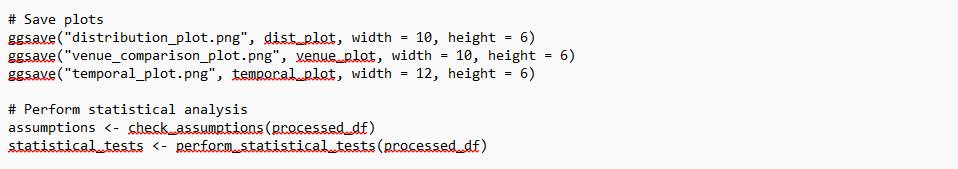 # Save plots
ggsave("distribution_plot.png", dist_plot, width = 10, height = 6)
ggsave("venue_comparison_plot.png", venue_plot, width = 10, height = 6)
ggsave("temporal_plot.png", temporal_plot, width = 12, height = 6)
# Perform statistical analysis
assumptions <- check_assumptions(processed_df)
statistical_tests <- perform_statistical_tests(processed_df)